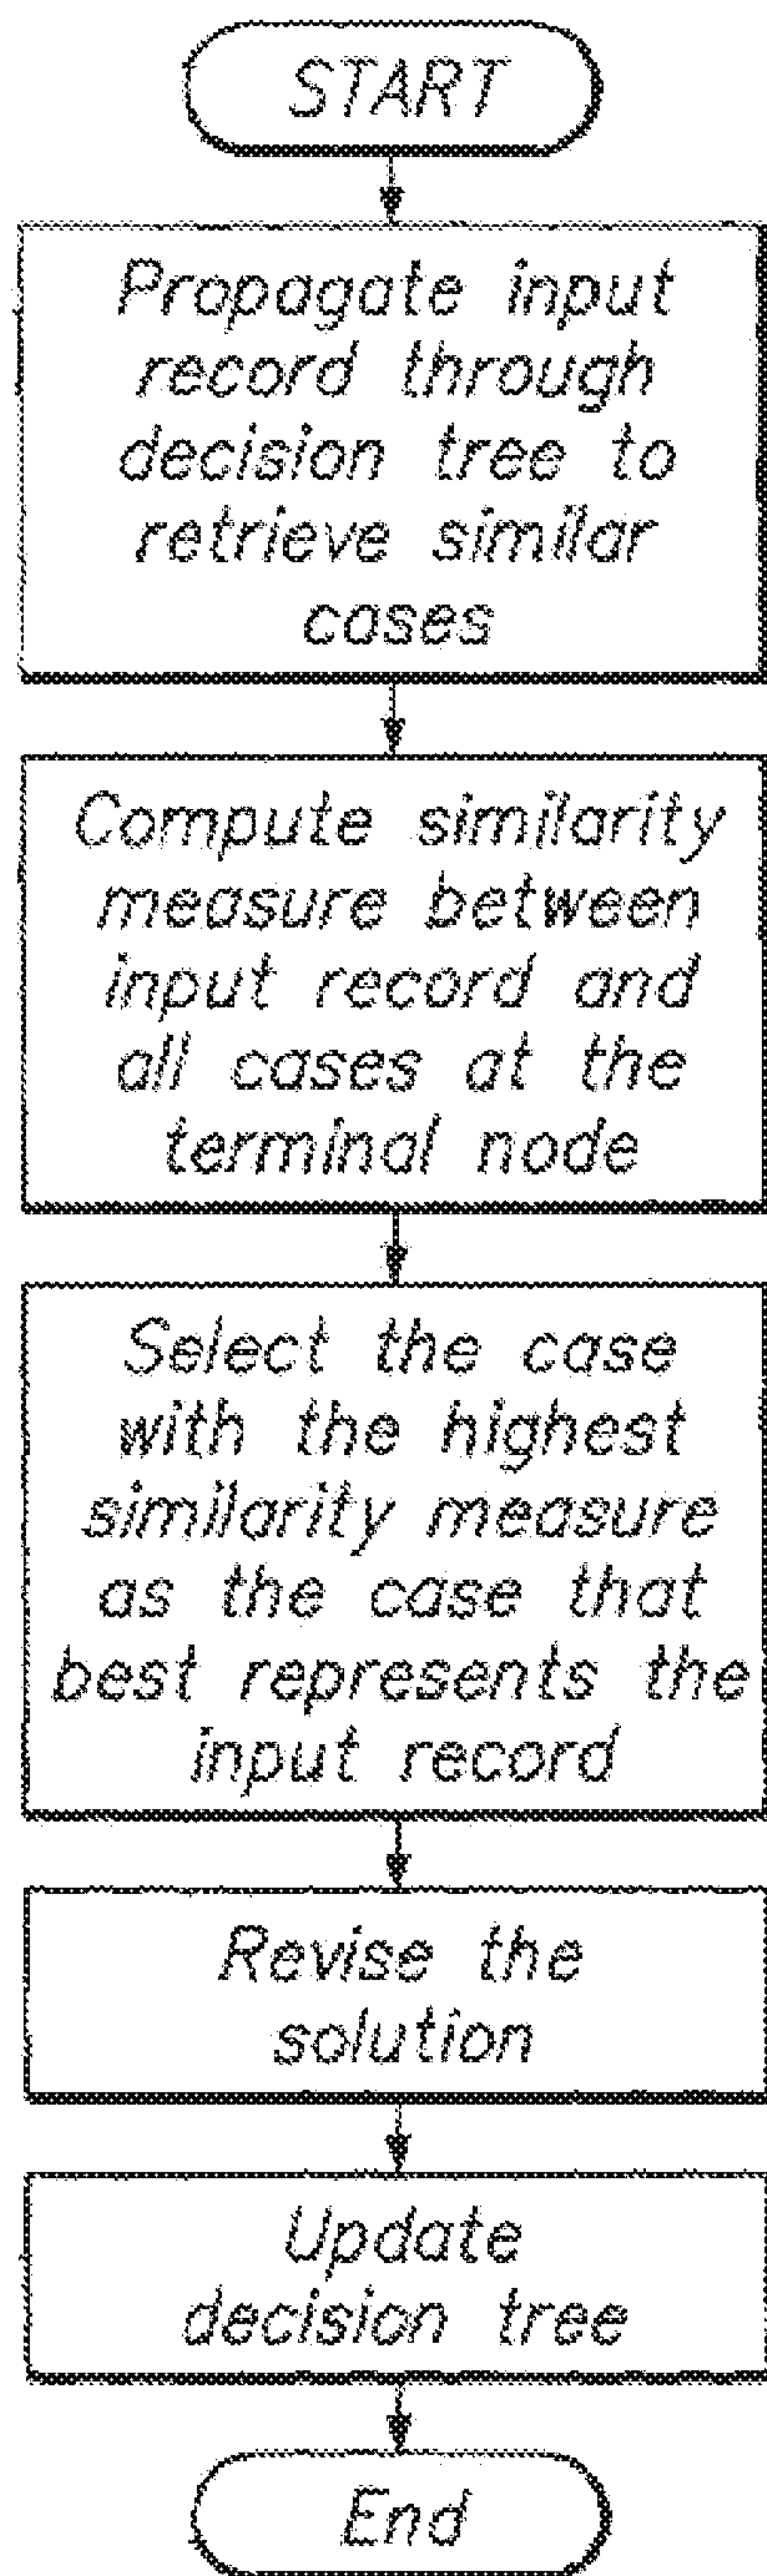 START
Propagate input
record through
decision tree to
retrieve similar
cases
Compute similarity
measure between
input record and
all cases at the
terminal node
Select the case
with the highest
similarity measure
as the case that
best represents the
input record
Revise the
solution
Update
decision tree
End